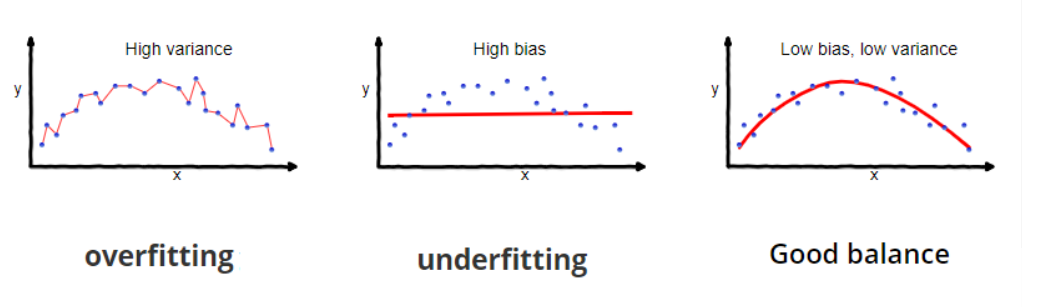 High variance
y
x
overfitting
High bias
y
x
underfitting
Low bias, low variance
y
x
Good balance